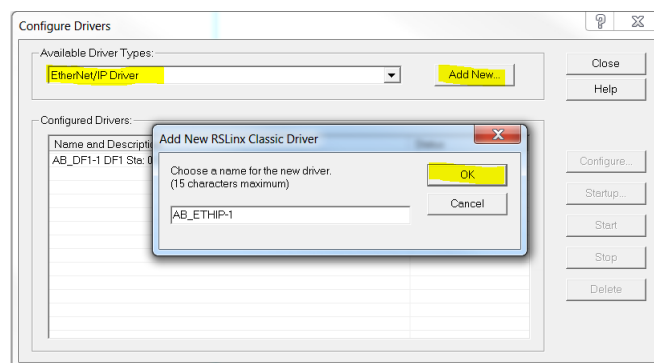 Configure Drivers
Available Driver Types:
EtherNet/IP Driver
Add New...
Close
Help
Configured Drivers:
Name and Descripti
AB_DF1-1 DF1 Sta: 0
Add New RSLinx Classic Driver
Choose a name for the new driver.
(15 characters maximum)
AB_ETHIP-1
OK
Cancel
Configure...
Startup...
Start
Stop
Delete